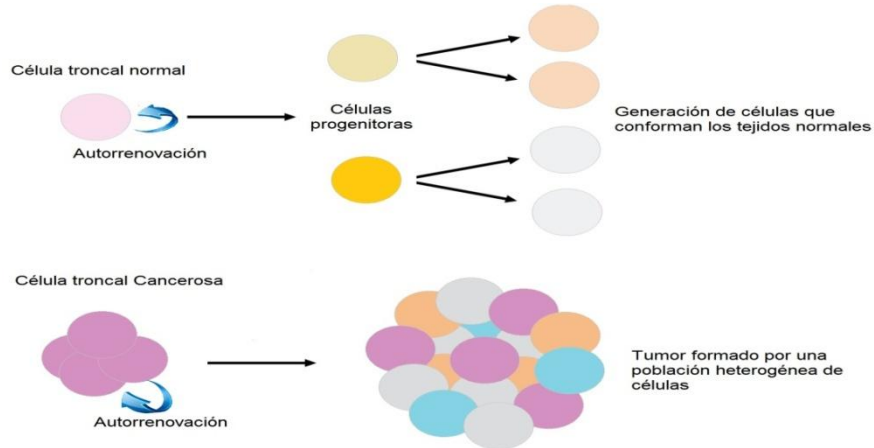 Célula troncal normal
Autorrenovación
Células
progenitoras
Generación de células que
conforman los tejidos normales
Célula troncal Cancerosa
Autorrenovación
Tumor formado por una
población heterogénea de
células